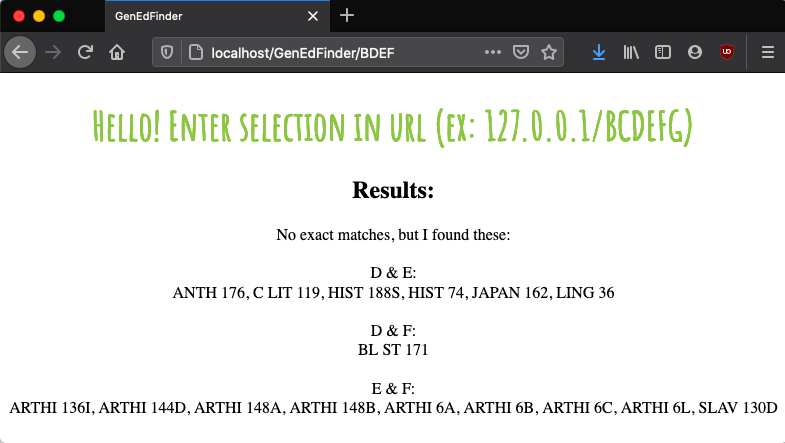 GenEdFinder
localhost/GenEdFinder/BDEF
Hello! Enter selection in url (ex: 127.0.0.1/BCDEFG)
Results:
No exact matches, but I found these:
D & E:
ANTH 176, C LIT 119, HIST 188S, HIST 74, JAPAN 162, LING 36
D & F:
BL ST 171
E & F:
ARTHI 136I, ARTHI 144D, ARTHI 148A, ARTHI 148B, ARTHI 6A, ARTHI 6B, ARTHI 6C, ARTHI 6L, SLAV 130D